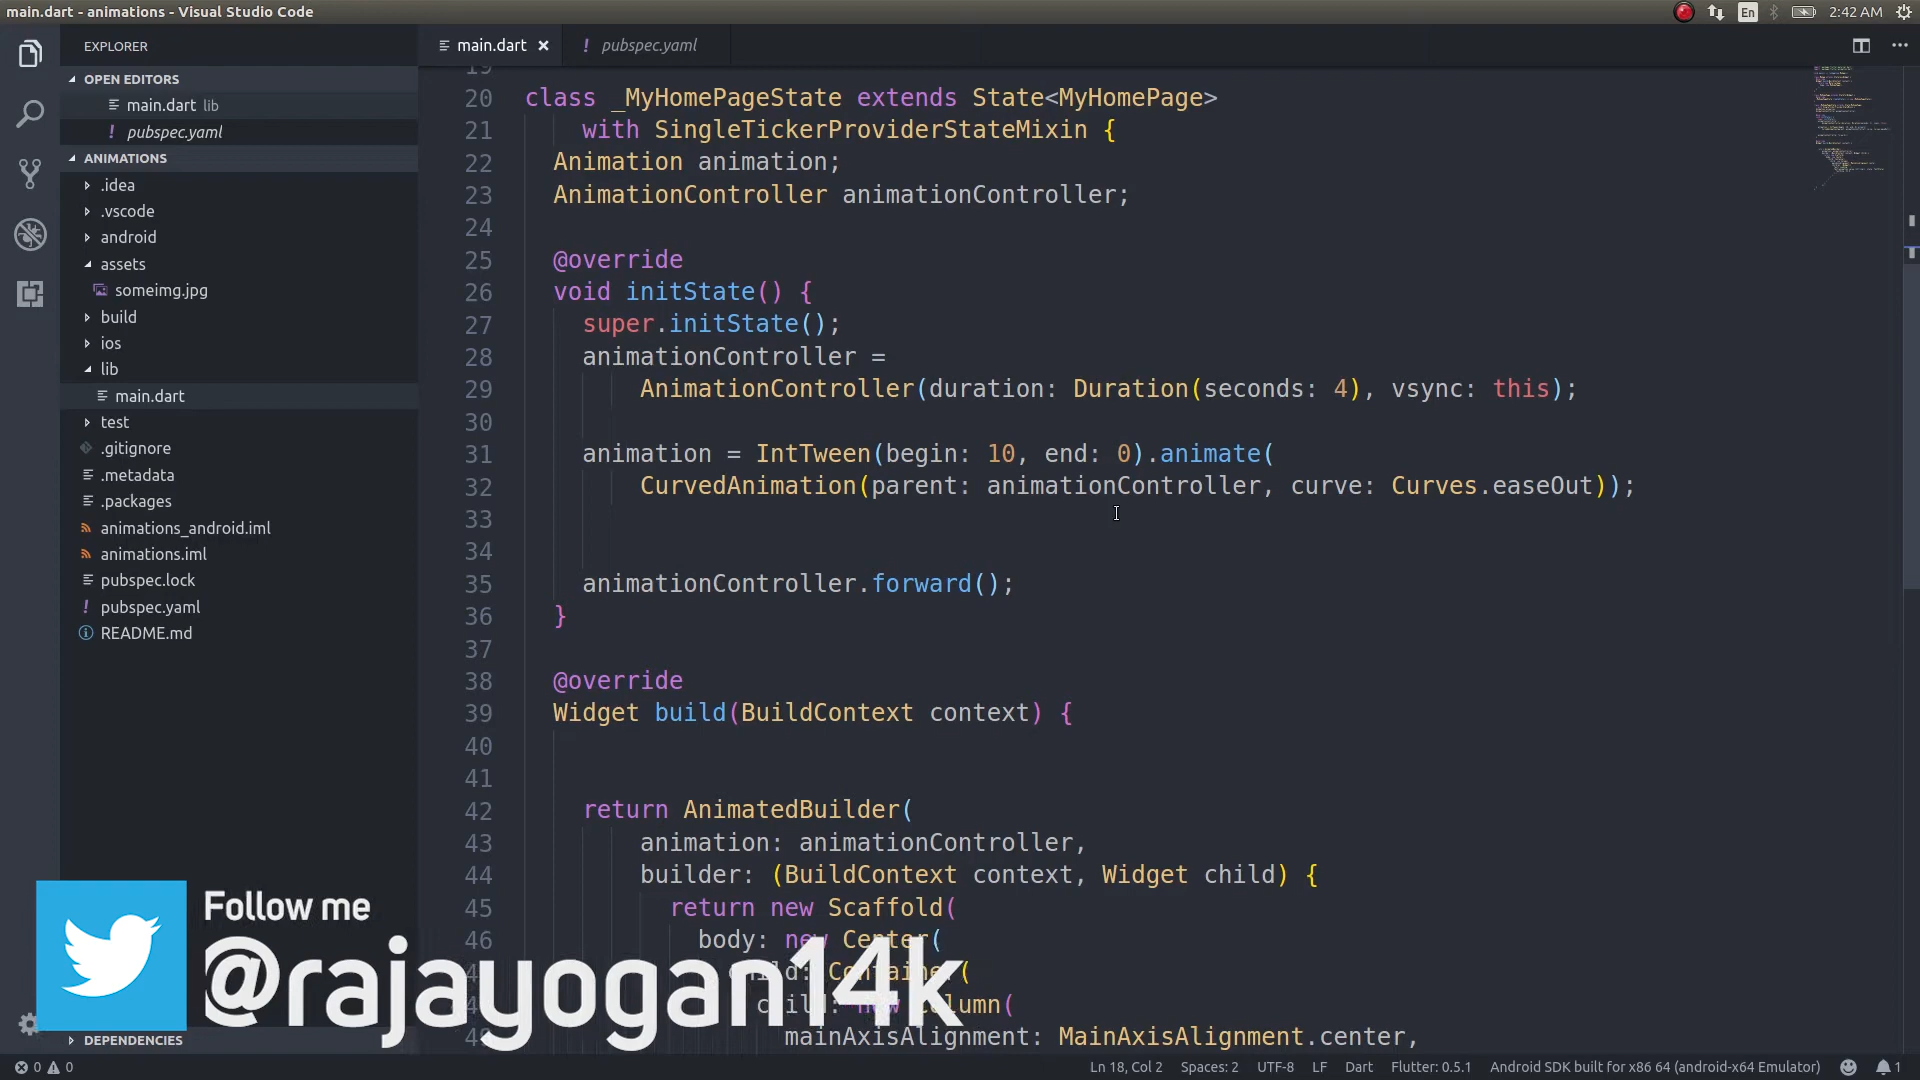 main.dart - animations - Visual Studio Code
En
2:42 AM
EXPLORER
main.dart
! pubspec.yaml
OPEN EDITORS
main.dart lib
! pubspec.yaml
ANIMATIONS
.idea
.vscode
android
assets
someimg.jpg
build
ios
lib
main.dart
test
.gitignore
.metadata
.packages
animations_android.iml
animations.iml
pubspec.lock
! pubspec.yaml
README.md
DEPENDENCIES
19
20 class _MyHomePageState extends State<MyHomePage>
21 with SingleTickerProviderStateMixin {
22 Animation animation;
23 AnimationController animationController;
24
25 @override
26 void initState() {
27 super.initState();
28 animationController =
29 AnimationController(duration: Duration(seconds: 4), vsync: this);
30
31 animation = IntTween(begin: 10, end: 0).animate(
32 CurvedAnimation(parent: animationController, curve: Curves.easeOut));
33
34
35 animationController.forward();
36 }
37
38 @override
39 Widget build(BuildContext context) {
40
41
42 return AnimatedBuilder(
43 animation: animationController,
44 builder: (BuildContext context, Widget child) {
45 return new Scaffold(
46 body: new Center(
child: Container(
child: new Column(
mainAxisAlignment: MainAxisAlignment.center,
Follow me
@rajayogan14k
0 0
Ln 18, Col 2
Spaces: 2
UTF-8
LF
Dart
Flutter: 0.5.1
Android SDK built for x86 64 (android-x64 Emulator)
1